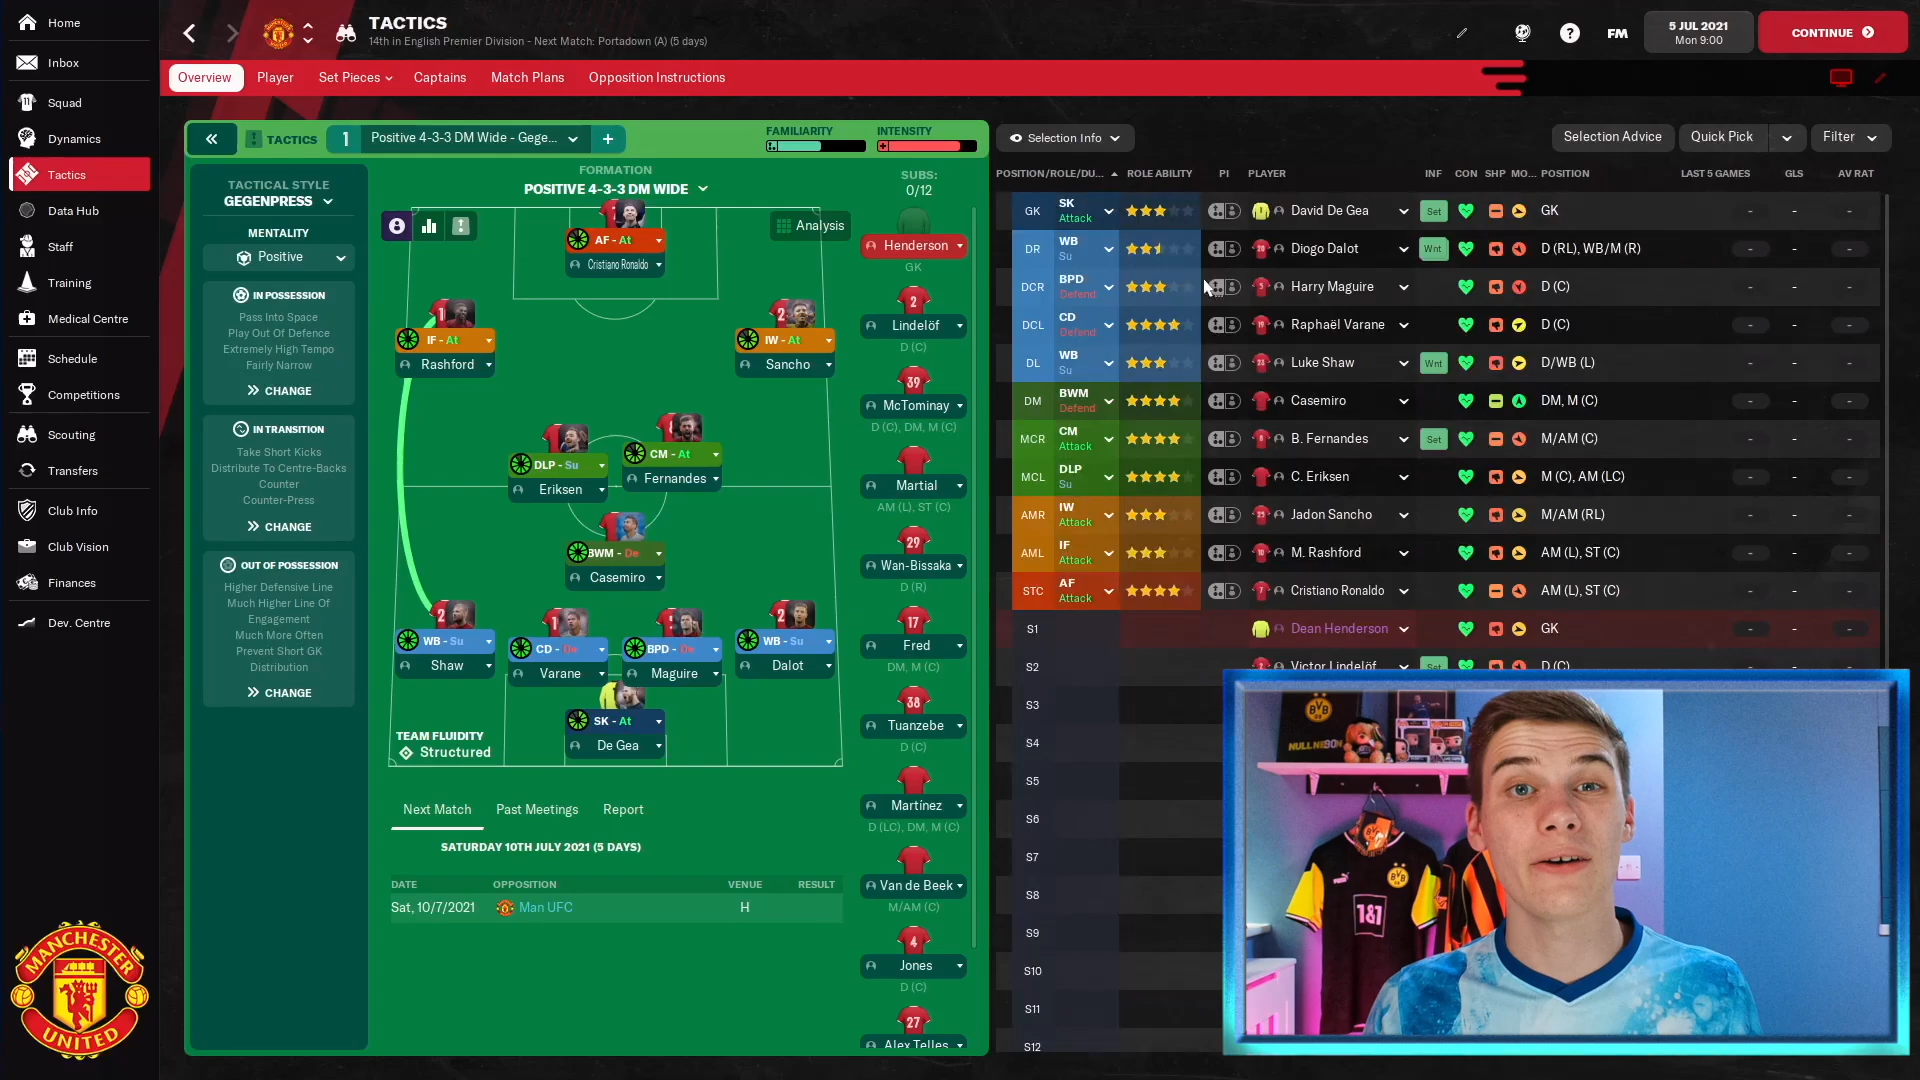 Home
Inbox
Squad
Dynamics
Tactics
Data Hub
Staff
Training
Medical Centre
Schedule
Competitions
Scouting
Transfers
Club Info
Club Vision
Finances
Dev. Centre
MANCHESTER
UNITED
TACTICS
14th in English Premier Division - Next Match: Portadown (A) (5 days)
FM
5 JUL 2021
Mon 9:00
CONTINUE
Overview
Player
Set Pieces
Captains
Match Plans
Opposition Instructions
TACTICS
1
Positive 4-3-3 DM Wide - Gege...
FAMILIARITY
INTENSITY
TACTICAL STYLE
GEGENPRESS
MENTALITY
Positive
IN POSSESSION
Pass Into Space
Play Out Of Defence
Extremely High Tempo
Fairly Narrow
CHANGE
IN TRANSITION
Take Short Kicks
Distribute To Centre-Backs
Counter
Counter-Press
CHANGE
OUT OF POSSESSION
Higher Defensive Line
Much Higher Line Of
Engagement
Much More Often
Prevent Short GK
Distribution
CHANGE
FORMATION
POSITIVE 4-3-3 DM WIDE
Analysis
AF - At
Cristiano Ronaldo
IF - At
Rashford
IW - At
Sancho
DLP - Su
Eriksen
CM - At
Fernandes
BWM - De
Casemiro
WB - Su
Shaw
CD - De
Varane
BPD - De
Maguire
WB - Su
Dalot
SK - At
De Gea
TEAM FLUIDITY
Structured
SUBS:
0/12
Henderson
GK
2
Lindelöf
D (C)
39
McTominay
D (C), DM, M (C)
Martial
AM (L), ST (C)
29
Wan-Bissaka
D (R)
17
Fred
DM, M (C)
38
Tuanzebe
D (C)
Martínez
D (LC), DM, M (C)
Van de Beek
M/AM (C)
4
Jones
D (C)
27
Alex Telles
Next Match
Past Meetings
Report
SATURDAY 10TH JULY 2021 (5 DAYS)
DATE OPPOSITION VENUE RESULT
Sat, 10/7/2021 Man UFC H
Selection Info
Selection Advice
Quick Pick
Filter
POSITION/ROLE/DU... ROLE ABILITY PI PLAYER INF CON SHP MO... POSITION LAST 5 GAMES GLS AV RAT
GK SK Attack David De Gea Set GK - - -
DR WB Su Diogo Dalot Wnt D (RL), WB/M (R) - - -
DCR BPD Defend Harry Maguire D (C) - - -
DCL CD Defend Raphaël Varane D (C) - - -
DL WB Su Luke Shaw Wnt D/WB (L) - - -
DM BWM Defend Casemiro DM, M (C) - - -
MCR CM Attack B. Fernandes Set M/AM (C) - - -
MCL DLP Su C. Eriksen M (C), AM (LC) - - -
AMR IW Attack Jadon Sancho M/AM (RL) - - -
AML IF Attack M. Rashford AM (L), ST (C) - - -
STC AF Attack Cristiano Ronaldo AM (L), ST (C) - - -
S1 Dean Henderson GK - - -
S2 Victor Lindelöf Set D (C)
S3
S4
S5
S6
S7
S8
S9
S10
S11
S12
BVB
09
BVB
09
1&1